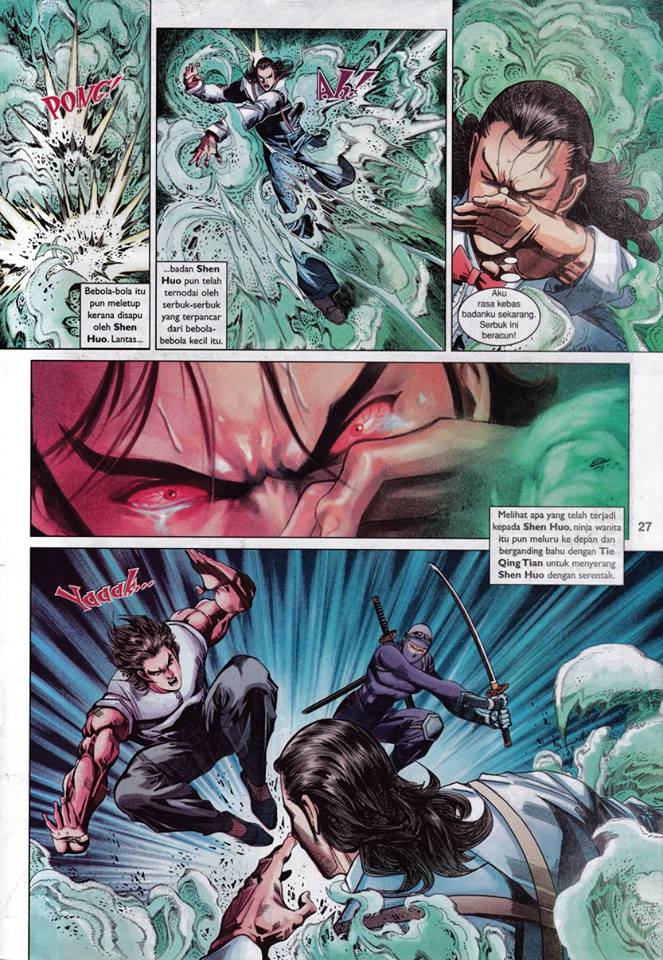 PONG!
Bebola-bola itu
pun meletup
kerana disapu
oleh Shen
Huo. Lantas...
Ah!
...badan Shen
Huo pun telah
ternodai oleh
serbuk-serbuk
yang terpancar
dari bebola-
bebola kecil itu.
Aku
rasa kebas
badanku sekarang.
Serbuk ini
beracun!
Melihat apa yang telah terjadi
kepada Shen Huo, ninja wanita
itu pun meluru ke depan dan
berganding bahu dengan Tie
Qing Tian untuk menyerang
Shen Huo dengan serentak.
27
Yaaah...